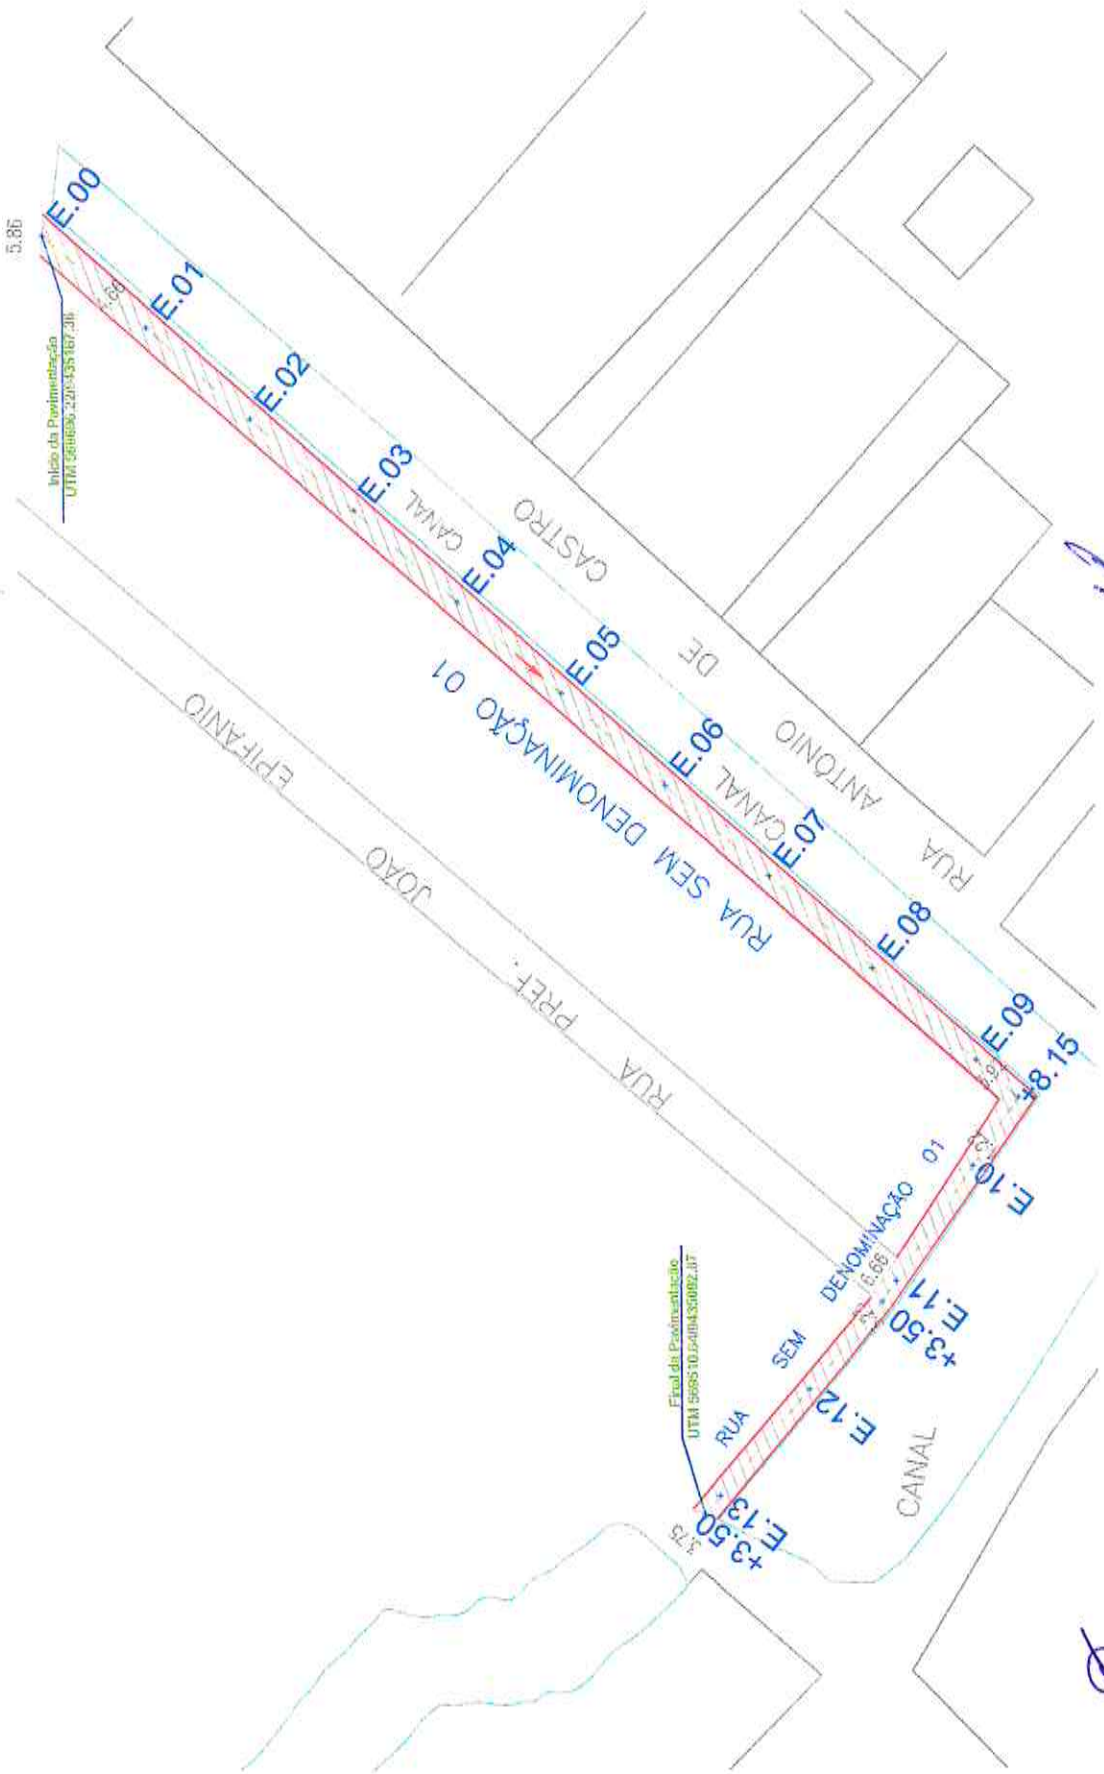 5.86
E.00
Início da Pavimentação
E.01
E.02
E.03
CANAL
E.04
E.05
E.06
CANAL
E.07
E.08
E.09
+8.15
RUA SEM DENOMINAÇÃO 01
RUA ANTÔNIO DE CASTRO
RUA PREF. JOÃO EPIFANIO
E.10
E.11
+3.50
6.66
E.12
E.13
+3.50
3.75
RUA SEM DENOMINAÇÃO 01
Final da Pavimentação
CANAL